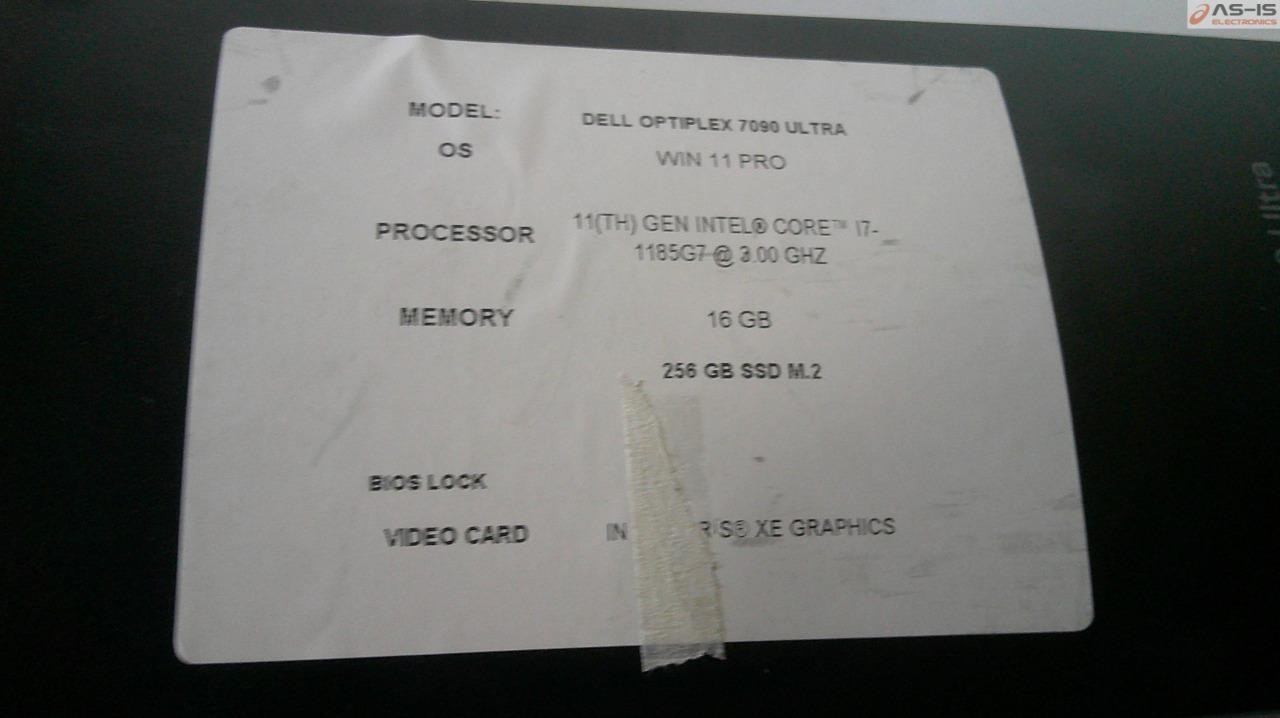 AS-IS
ELECTRONICS
MODEL: DELL OPTIPLEX 7090 ULTRA
OS WIN 11 PRO
PROCESSOR 11(TH) GEN INTEL® CORE™ I7-
1185G7 @ 3.00 GHZ
MEMORY 16 GB
256 GB SSD M.2
BIOS LOCK
VIDEO CARD XE GRAPHICS
Ultra